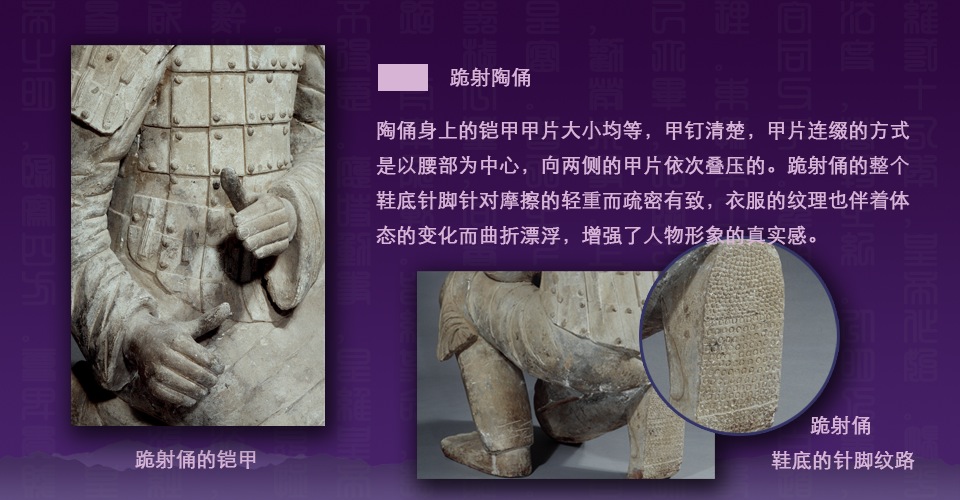 跪射陶俑
陶俑身上的铠甲甲片大小均等，甲钉清楚，甲片连缀的方式
是以腰部为中心，向两侧的甲片依次叠压的。跪射俑的整个
鞋底针脚针对摩擦的轻重而疏密有致，衣服的纹理也伴着体
态的变化而曲折漂浮，增强了人物形象的真实感。
跪射俑的铠甲
跪射俑
鞋底的针脚纹路